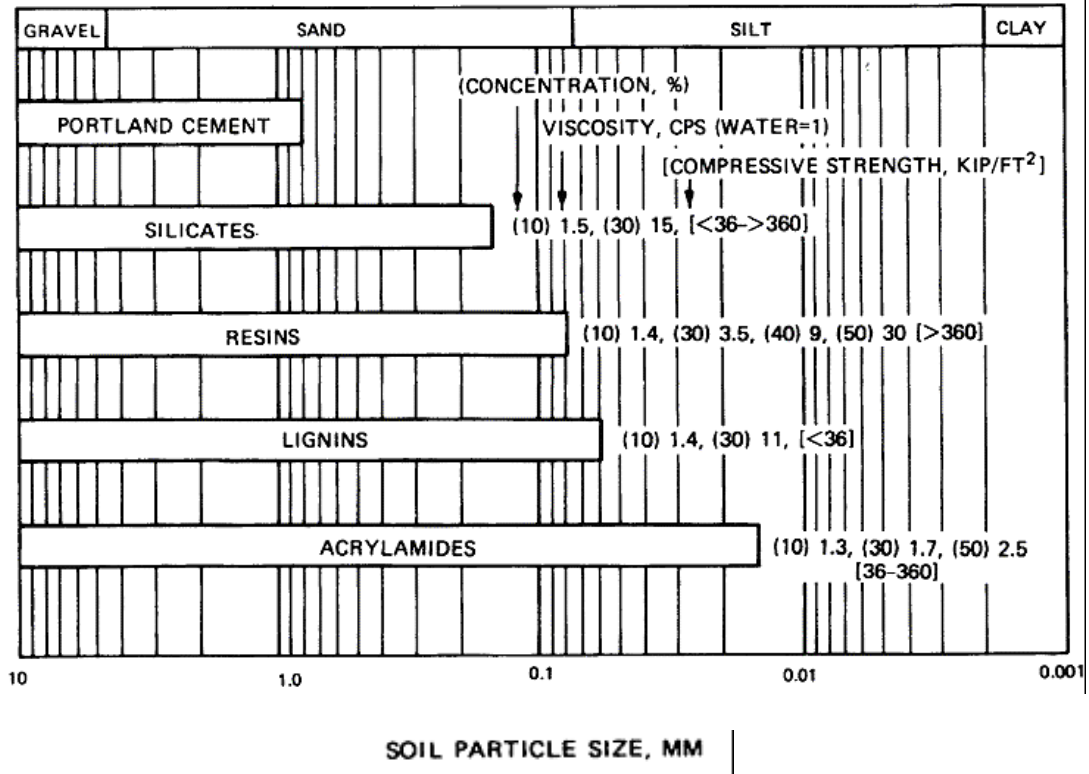 GRAVEL SAND SILT CLAY
(CONCENTRATION, %)
PORTLAND CEMENT
VISCOSITY, CPS (WATER=1)
[COMPRESSIVE STRENGTH, KIP/FT²]
SILICATES (10) 1.5, (30) 15, [<36->360]
RESINS (10) 1.4, (30) 3.5, (40) 9, (50) 30 [>360]
LIGNINS (10) 1.4, (30) 11, [<36]
ACRYLAMIDES (10) 1.3, (30) 1.7, (50) 2.5
[36-360]
10 1.0 0.1 0.01 0.001
SOIL PARTICLE SIZE, MM